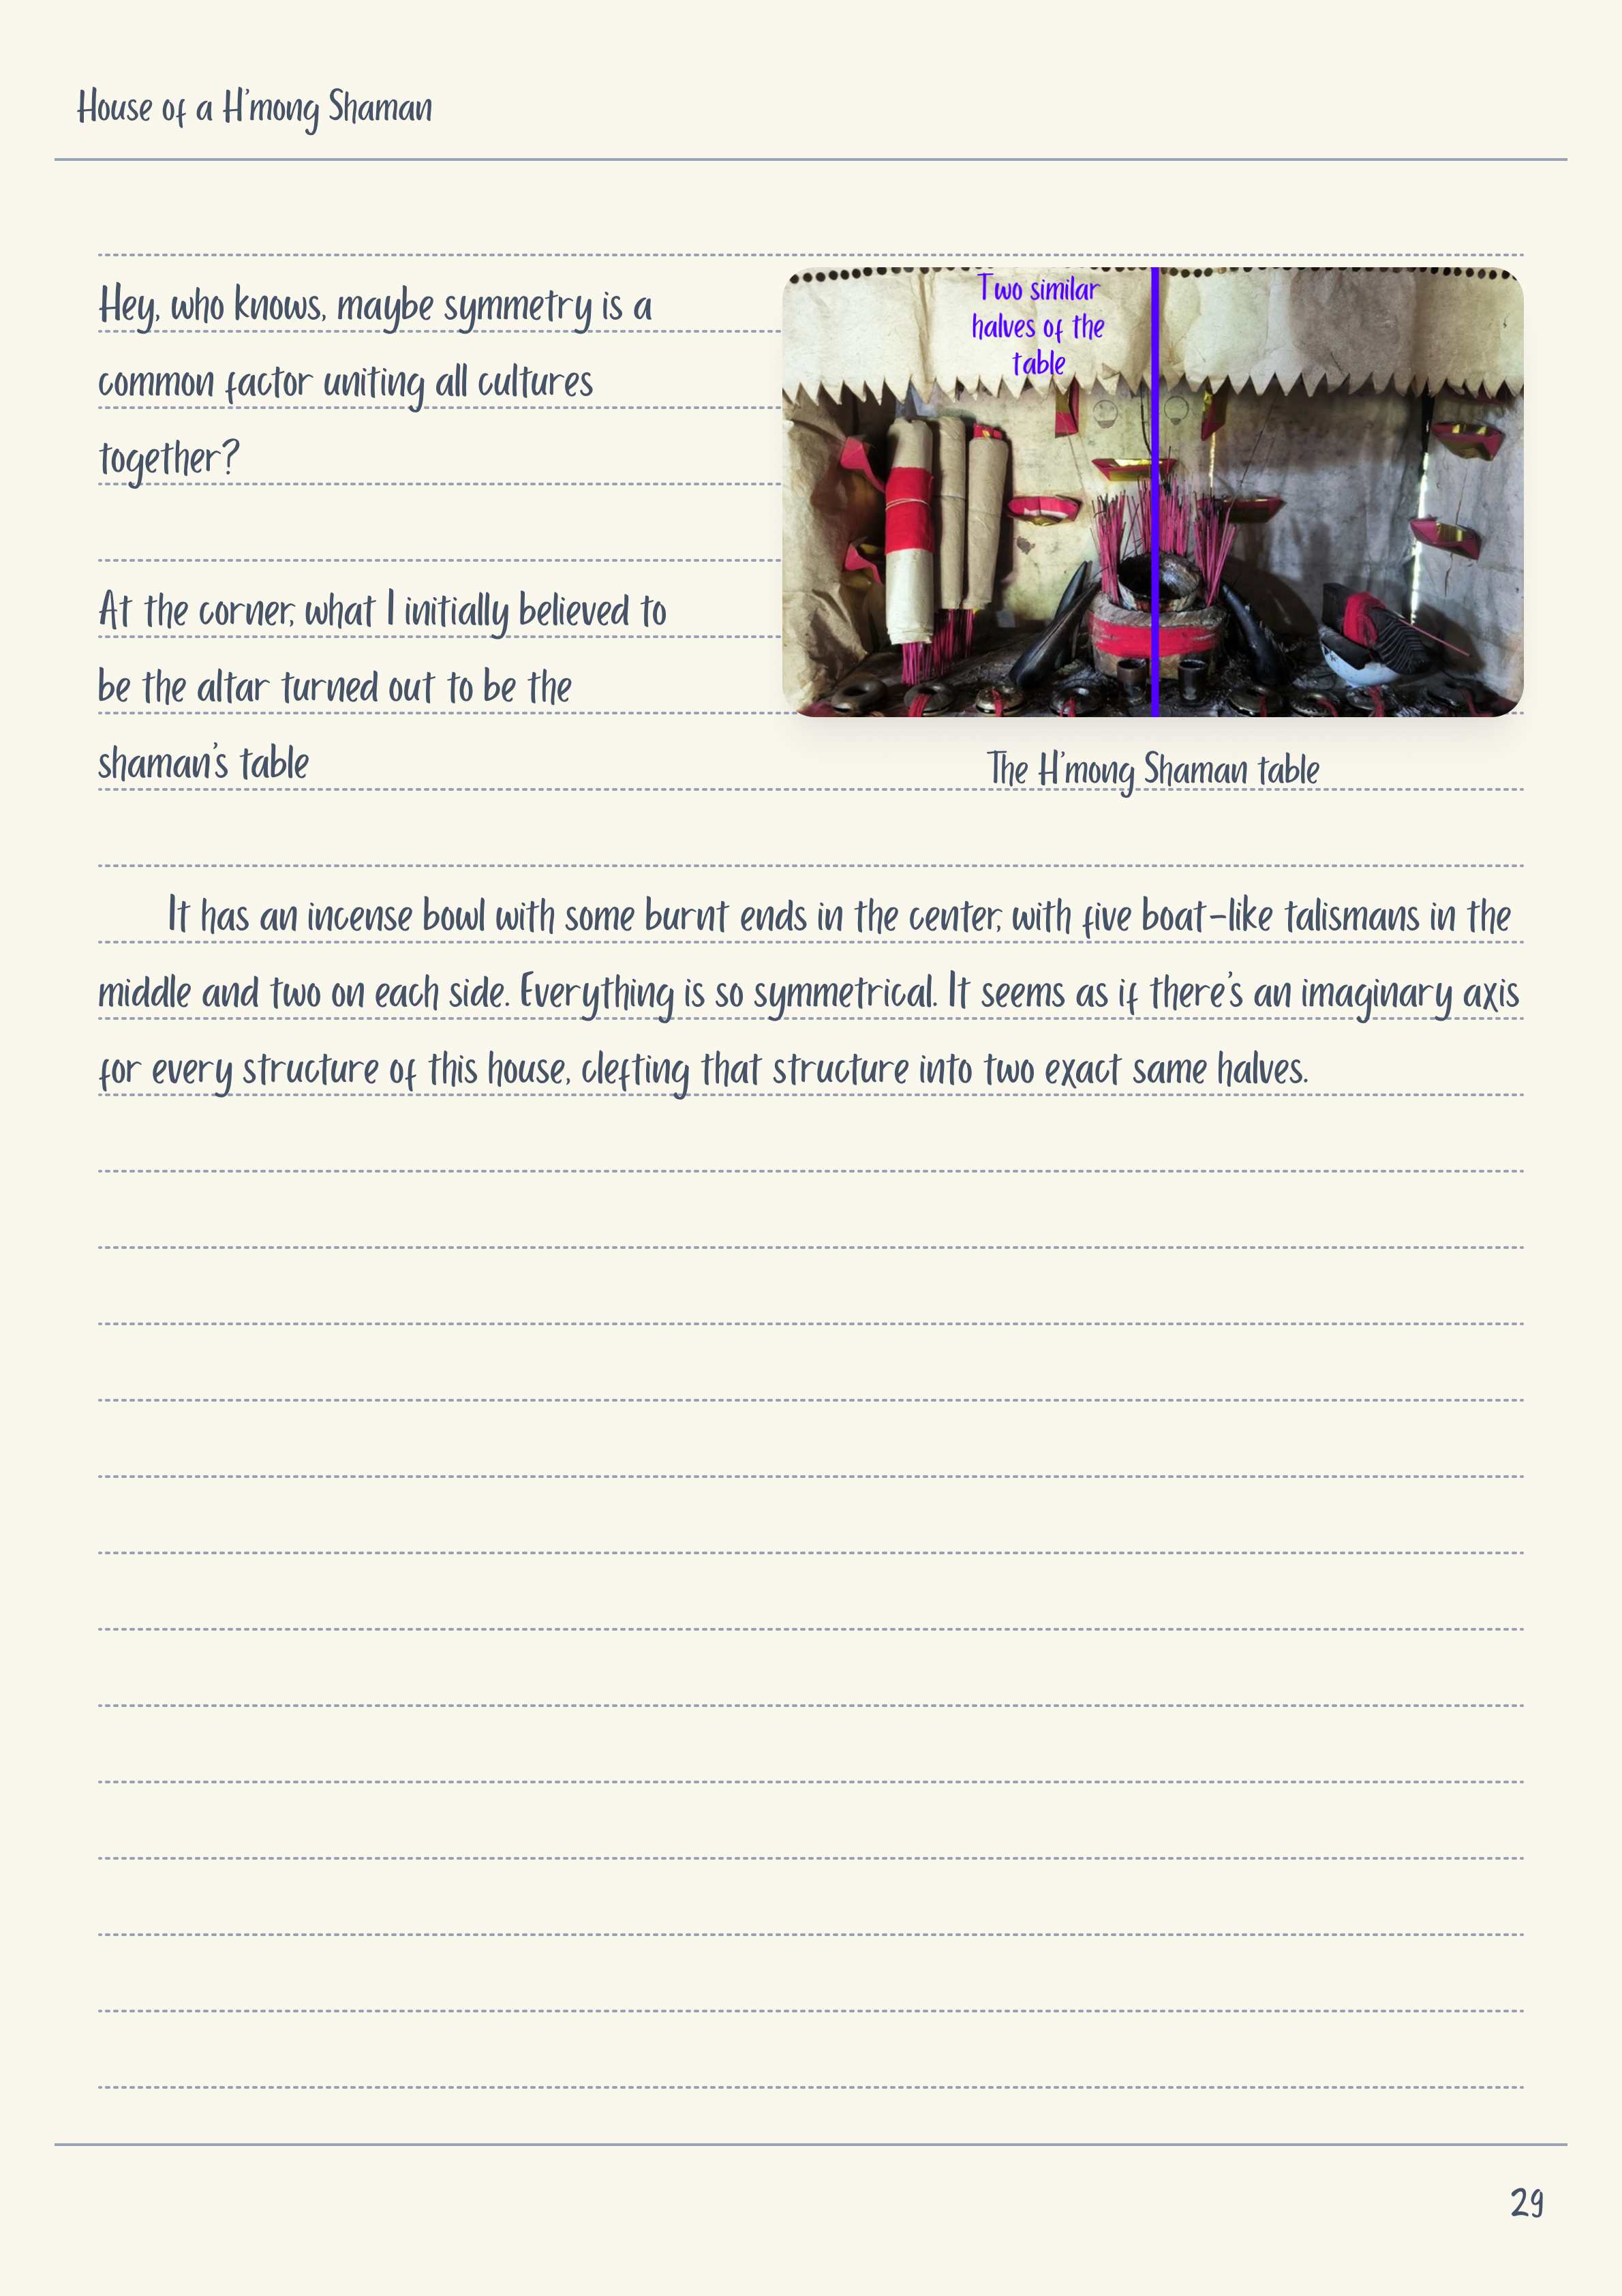 House of a H'mong Shaman
Hey, who knows, maybe symmetry is a
common factor uniting all cultures
together?
Two similar
halves of the
table
At the corner, what I initially believed to
be the altar turned out to be the
shaman's table
The H'mong Shaman table
It has an incense bowl with some burnt ends in the center, with five boat-like talismans in the
middle and two on each side. Everything is so symmetrical. It seems as if there's an imaginary axis
for every structure of this house, clefting that structure into two exact same halves.
29